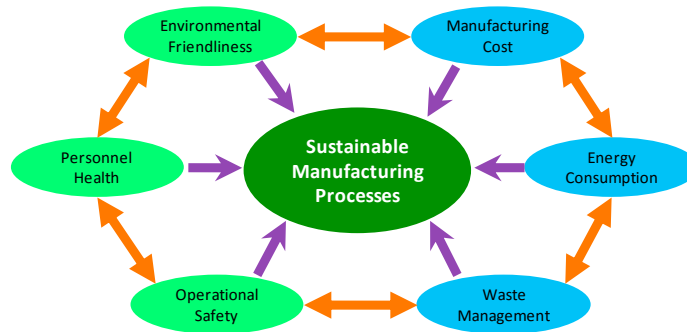 Environmental
Friendliness
Manufacturing
Cost
Personnel
Health
Sustainable
Manufacturing
Processes
Energy
Consumption
Operational
Safety
Waste
Management